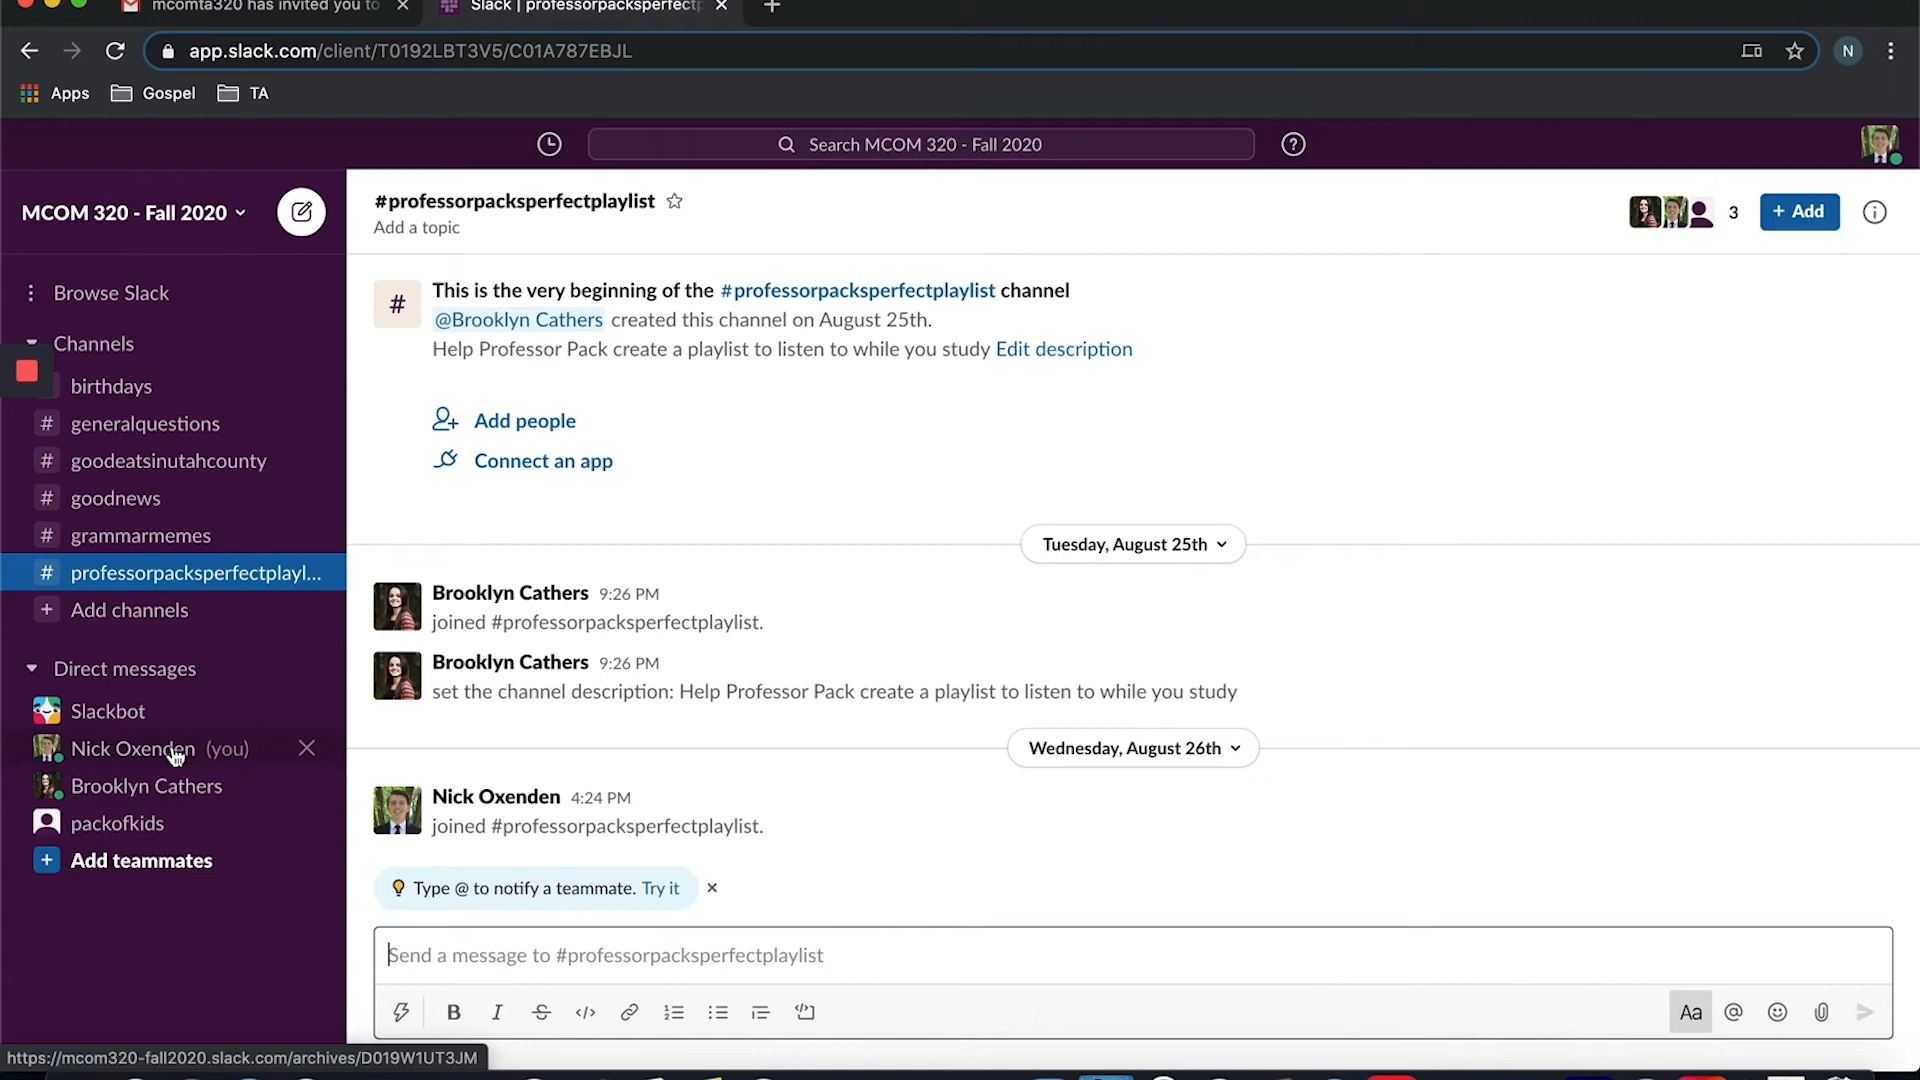 mcomta320 has invited you to
Slack | professorpacksperfectp
app.slack.com/client/T0192LBT3V5/C01A787EBJL
N
Apps
Gospel
TA
Search MCOM 320 - Fall 2020
MCOM 320 - Fall 2020
#professorpacksperfectplaylist
Add a topic
3
+ Add
Browse Slack
Channels
birthdays
# generalquestions
# goodeatsinutahcounty
# goodnews
# grammarmemes
# professorpacksperfectplayl...
+ Add channels
Direct messages
Slackbot
Nick Oxenden (you)
Brooklyn Cathers
packofkids
+ Add teammates
# This is the very beginning of the #professorpacksperfectplaylist channel
@Brooklyn Cathers created this channel on August 25th.
Help Professor Pack create a playlist to listen to while you study Edit description
Add people
Connect an app
Tuesday, August 25th
Brooklyn Cathers 9:26 PM
joined #professorpacksperfectplaylist.
Brooklyn Cathers 9:26 PM
set the channel description: Help Professor Pack create a playlist to listen to while you study
Wednesday, August 26th
Nick Oxenden 4:24 PM
joined #professorpacksperfectplaylist.
Type @ to notify a teammate. Try it
Send a message to #professorpacksperfectplaylist
B I S </> Aa @
https://mcom320-fall2020.slack.com/archives/D019W1UT3JM